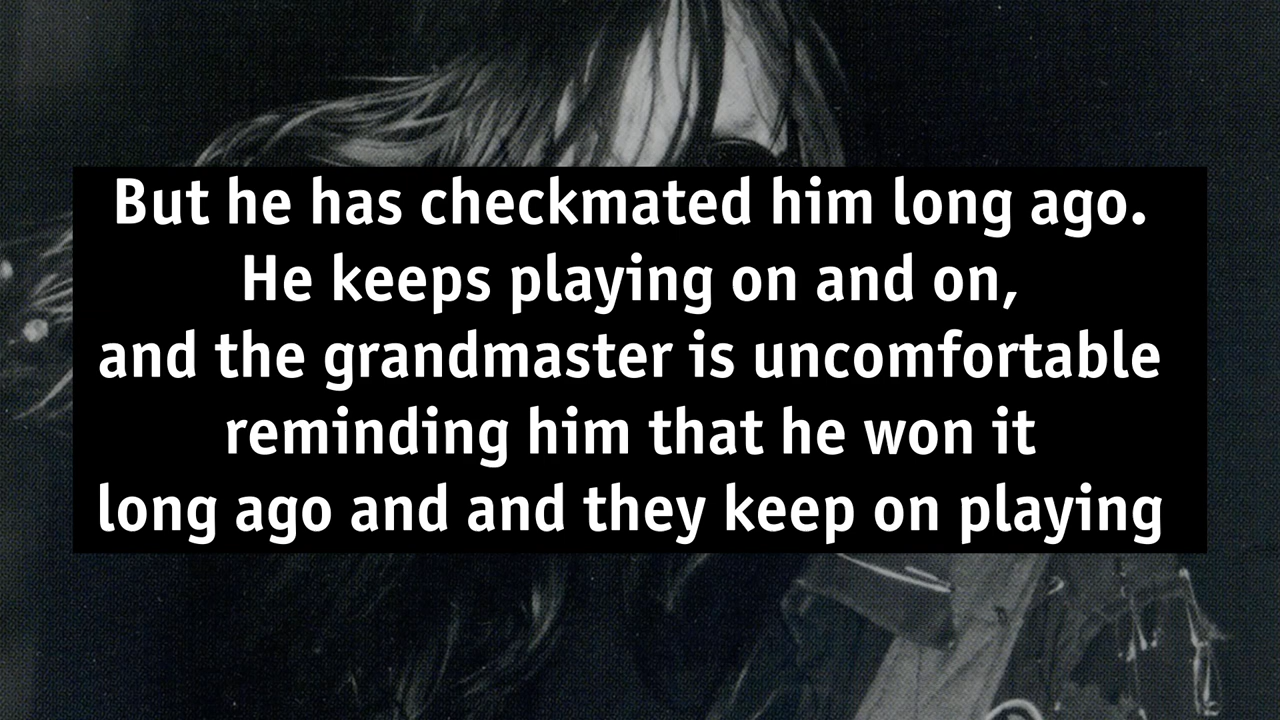 But he has checkmated him long ago.
He keeps playing on and on,
and the grandmaster is uncomfortable
reminding him that he won it
long ago and and they keep on playing